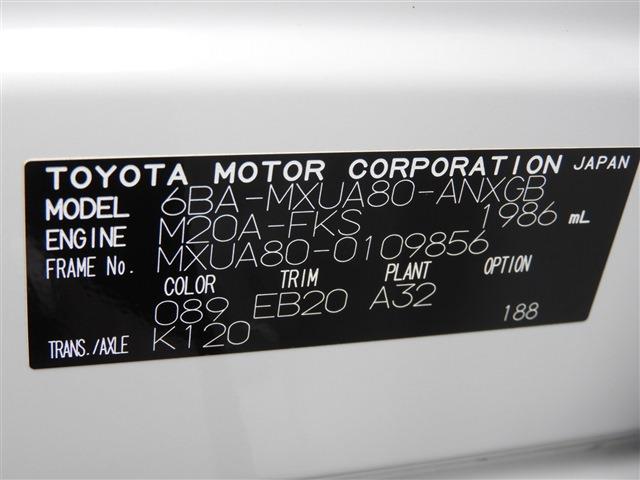 TOYOTA MOTOR CORPORATION JAPAN
MODEL 6BA-MXUA80-ANXGB
ENGINE M20A-FKS 1986 mL
FRAME No. MXUA80-0109856
COLOR TRIM PLANT OPTION
089 EB20 A32 188
TRANS./AXLE K120